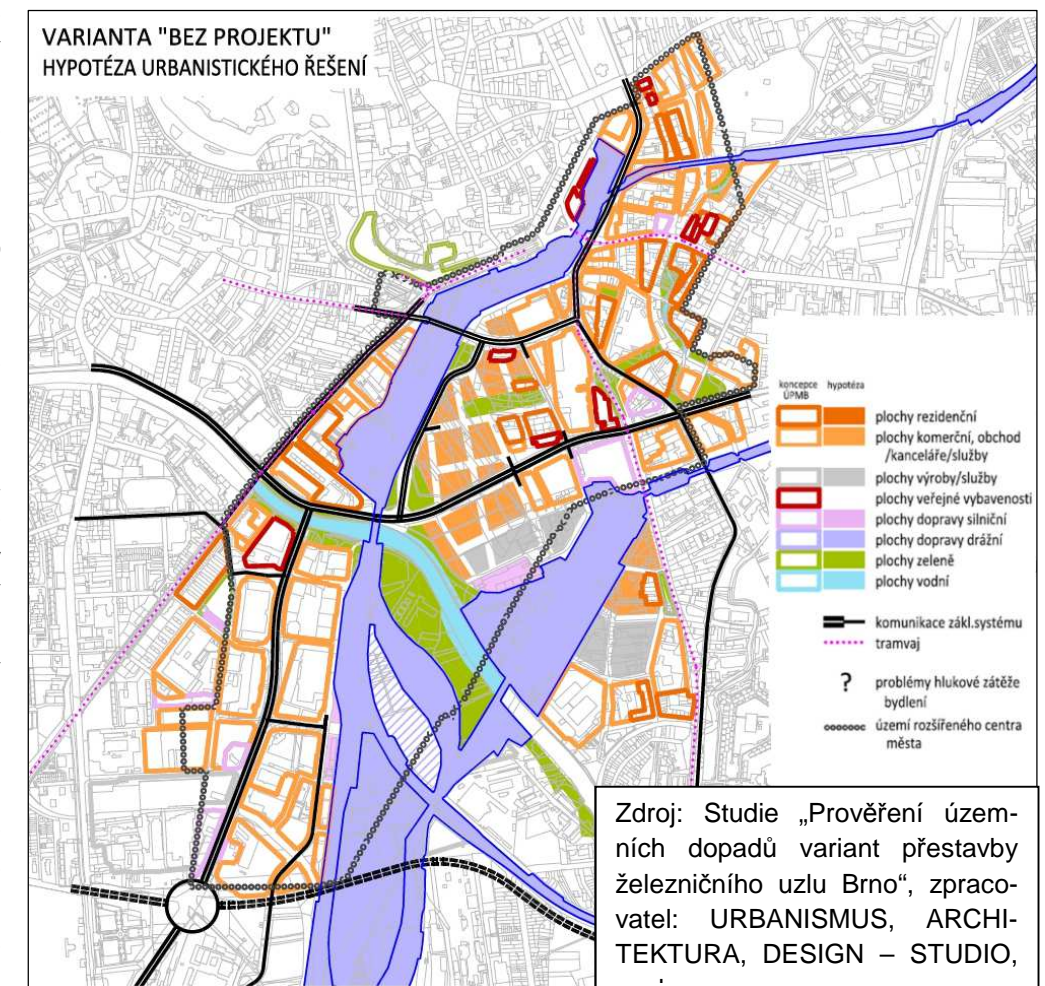 VARIANTA "BEZ PROJEKTU"
HYPOTÉZA URBANISTICKÉHO ŘEŠENÍ
koncepce hypotéza
ÚPMB
plochy rezidenční
plochy komerční, obchod
/kanceláře/služby
plochy výroby/služby
plochy veřejné vybavenosti
plochy dopravy silniční
plochy dopravy drážní
plochy zeleně
plochy vodní
komunikace zákl.systému
tramvaj
? problémy hlukové zátěže
bydlení
území rozšířeného centra
města
Zdroj: Studie „Prověření územ-
ních dopadů variant přestavby
železničního uzlu Brno“, zpraco-
vatel: URBANISMUS, ARCHI-
TEKTURA, DESIGN – STUDIO,